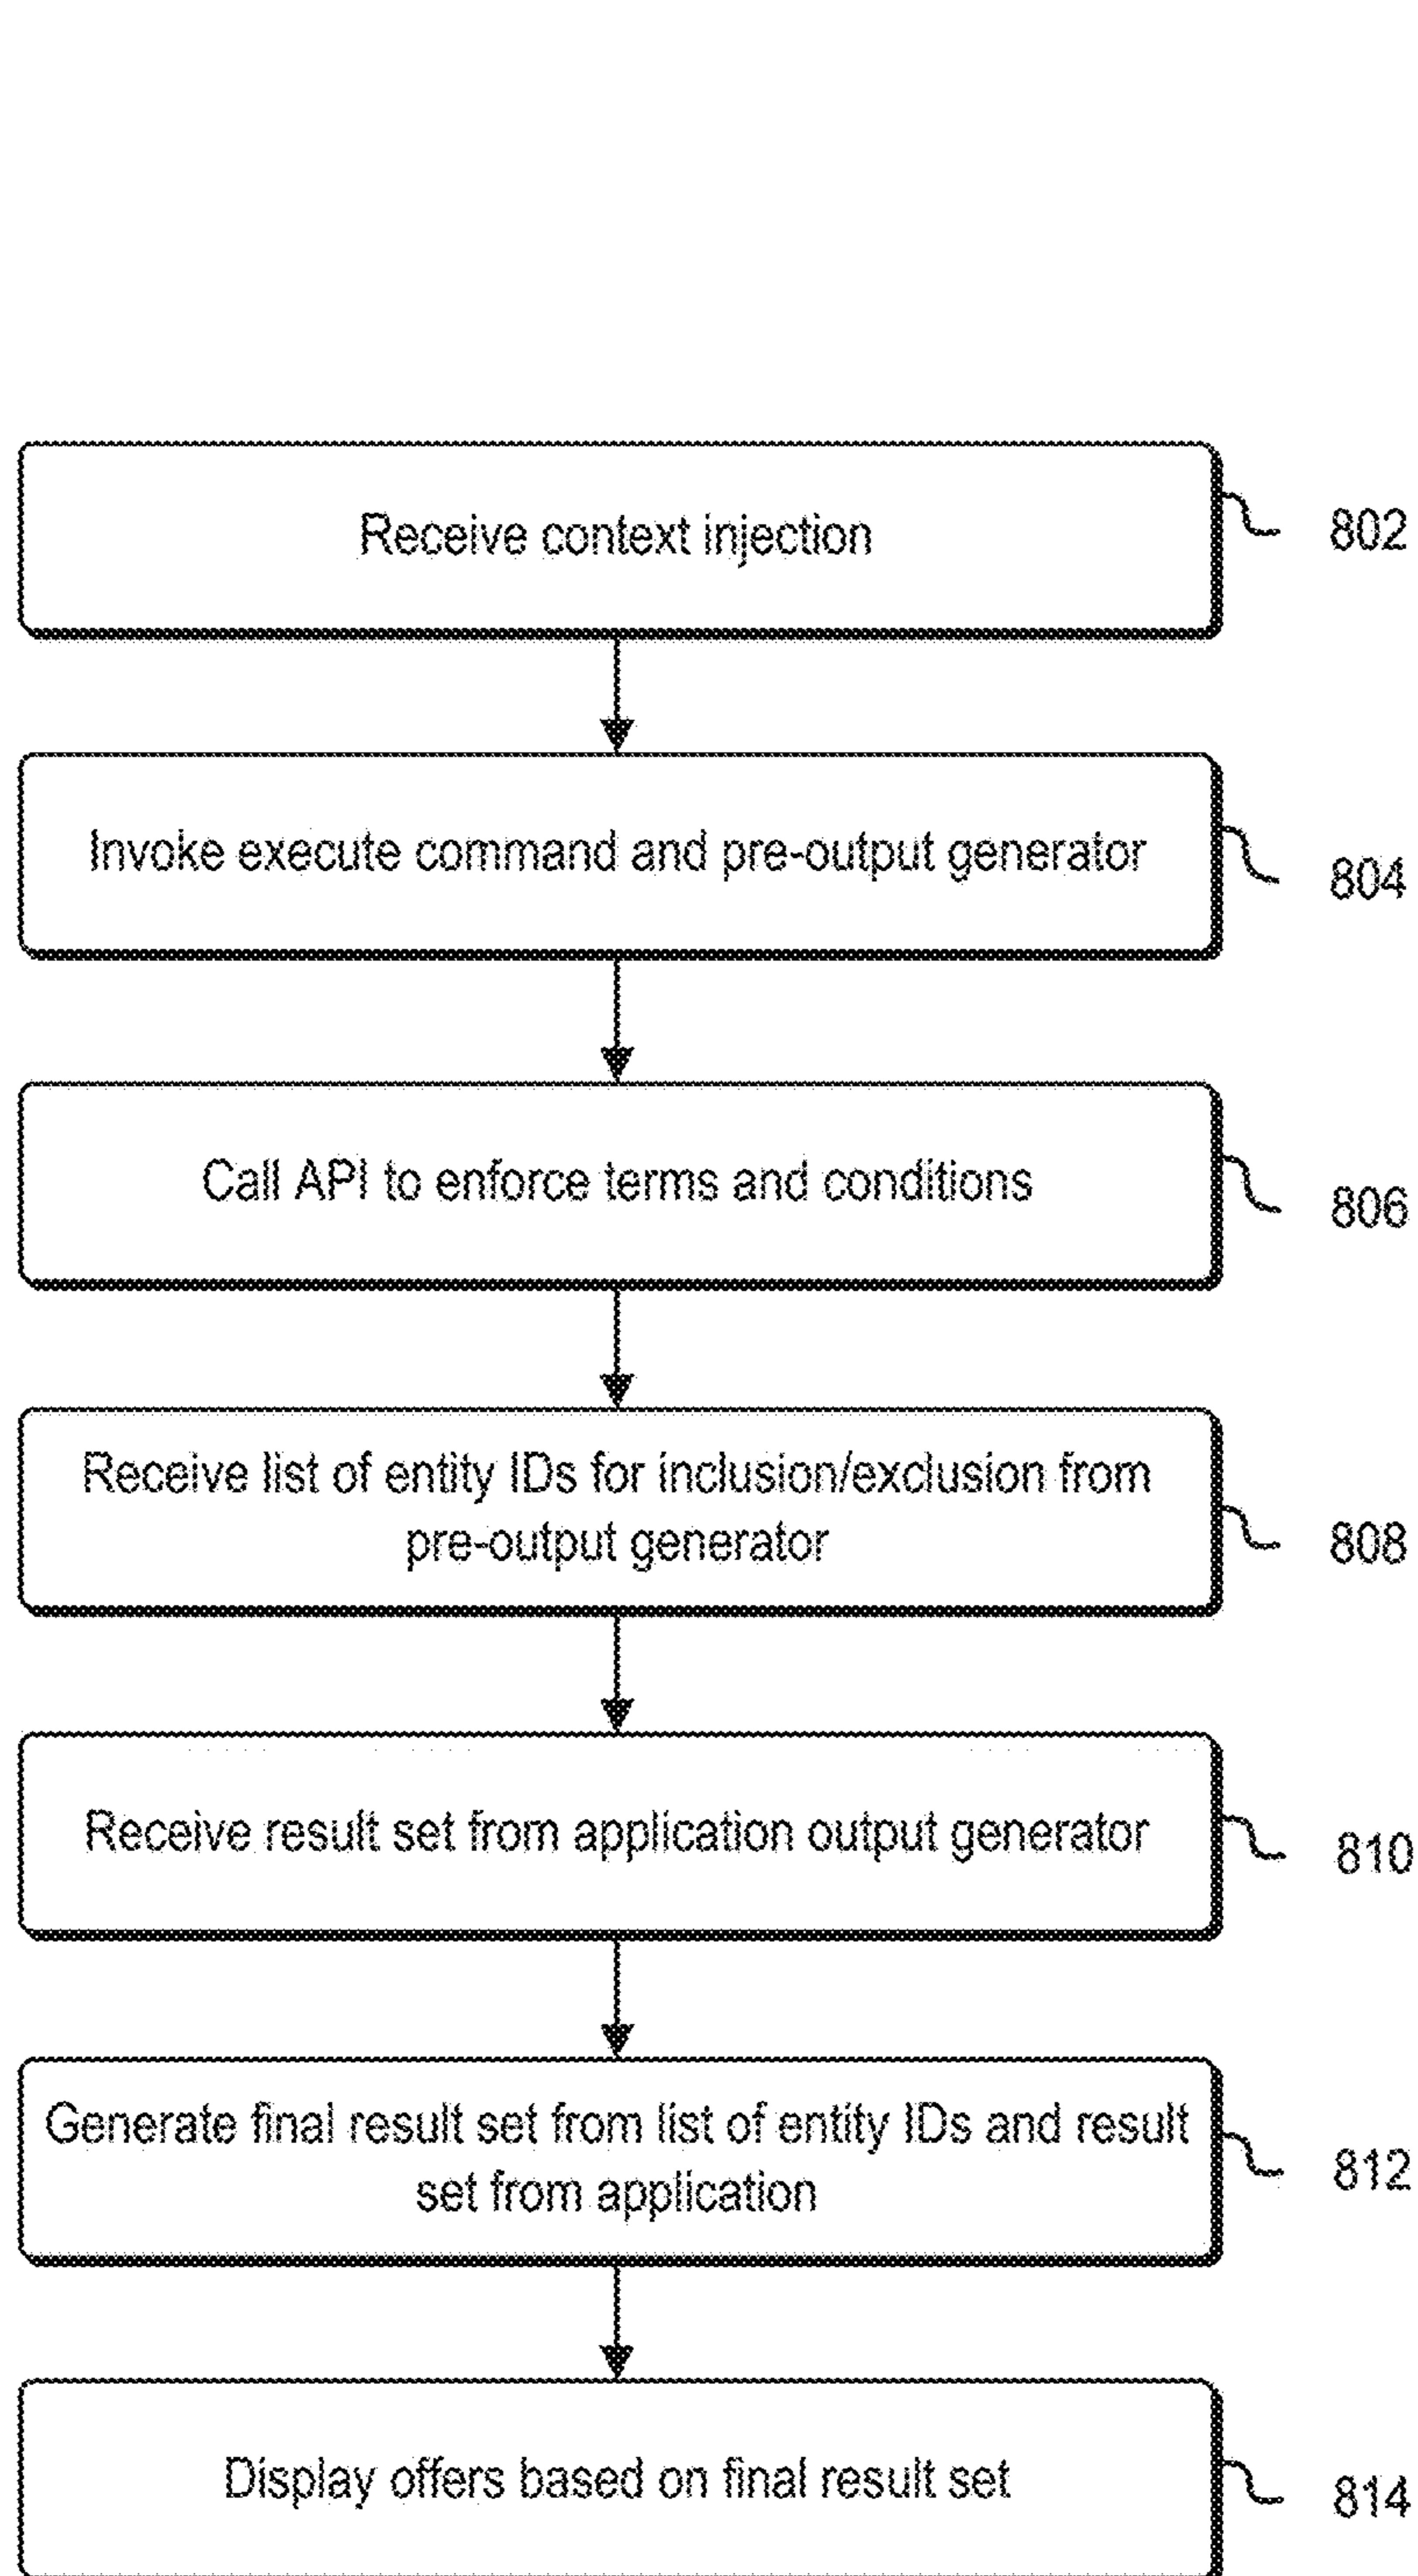 Receive context injection
802
Invoke execute command and pre-output generator
804
Call API to enforce terms and conditions
806
Receive list of entity IDs for inclusion/exclusion from
pre-output generator
808
Receive result set from application output generator
810
Generate final result set from list of entity IDs and result
set from application
812
Display offers based on final result set
814